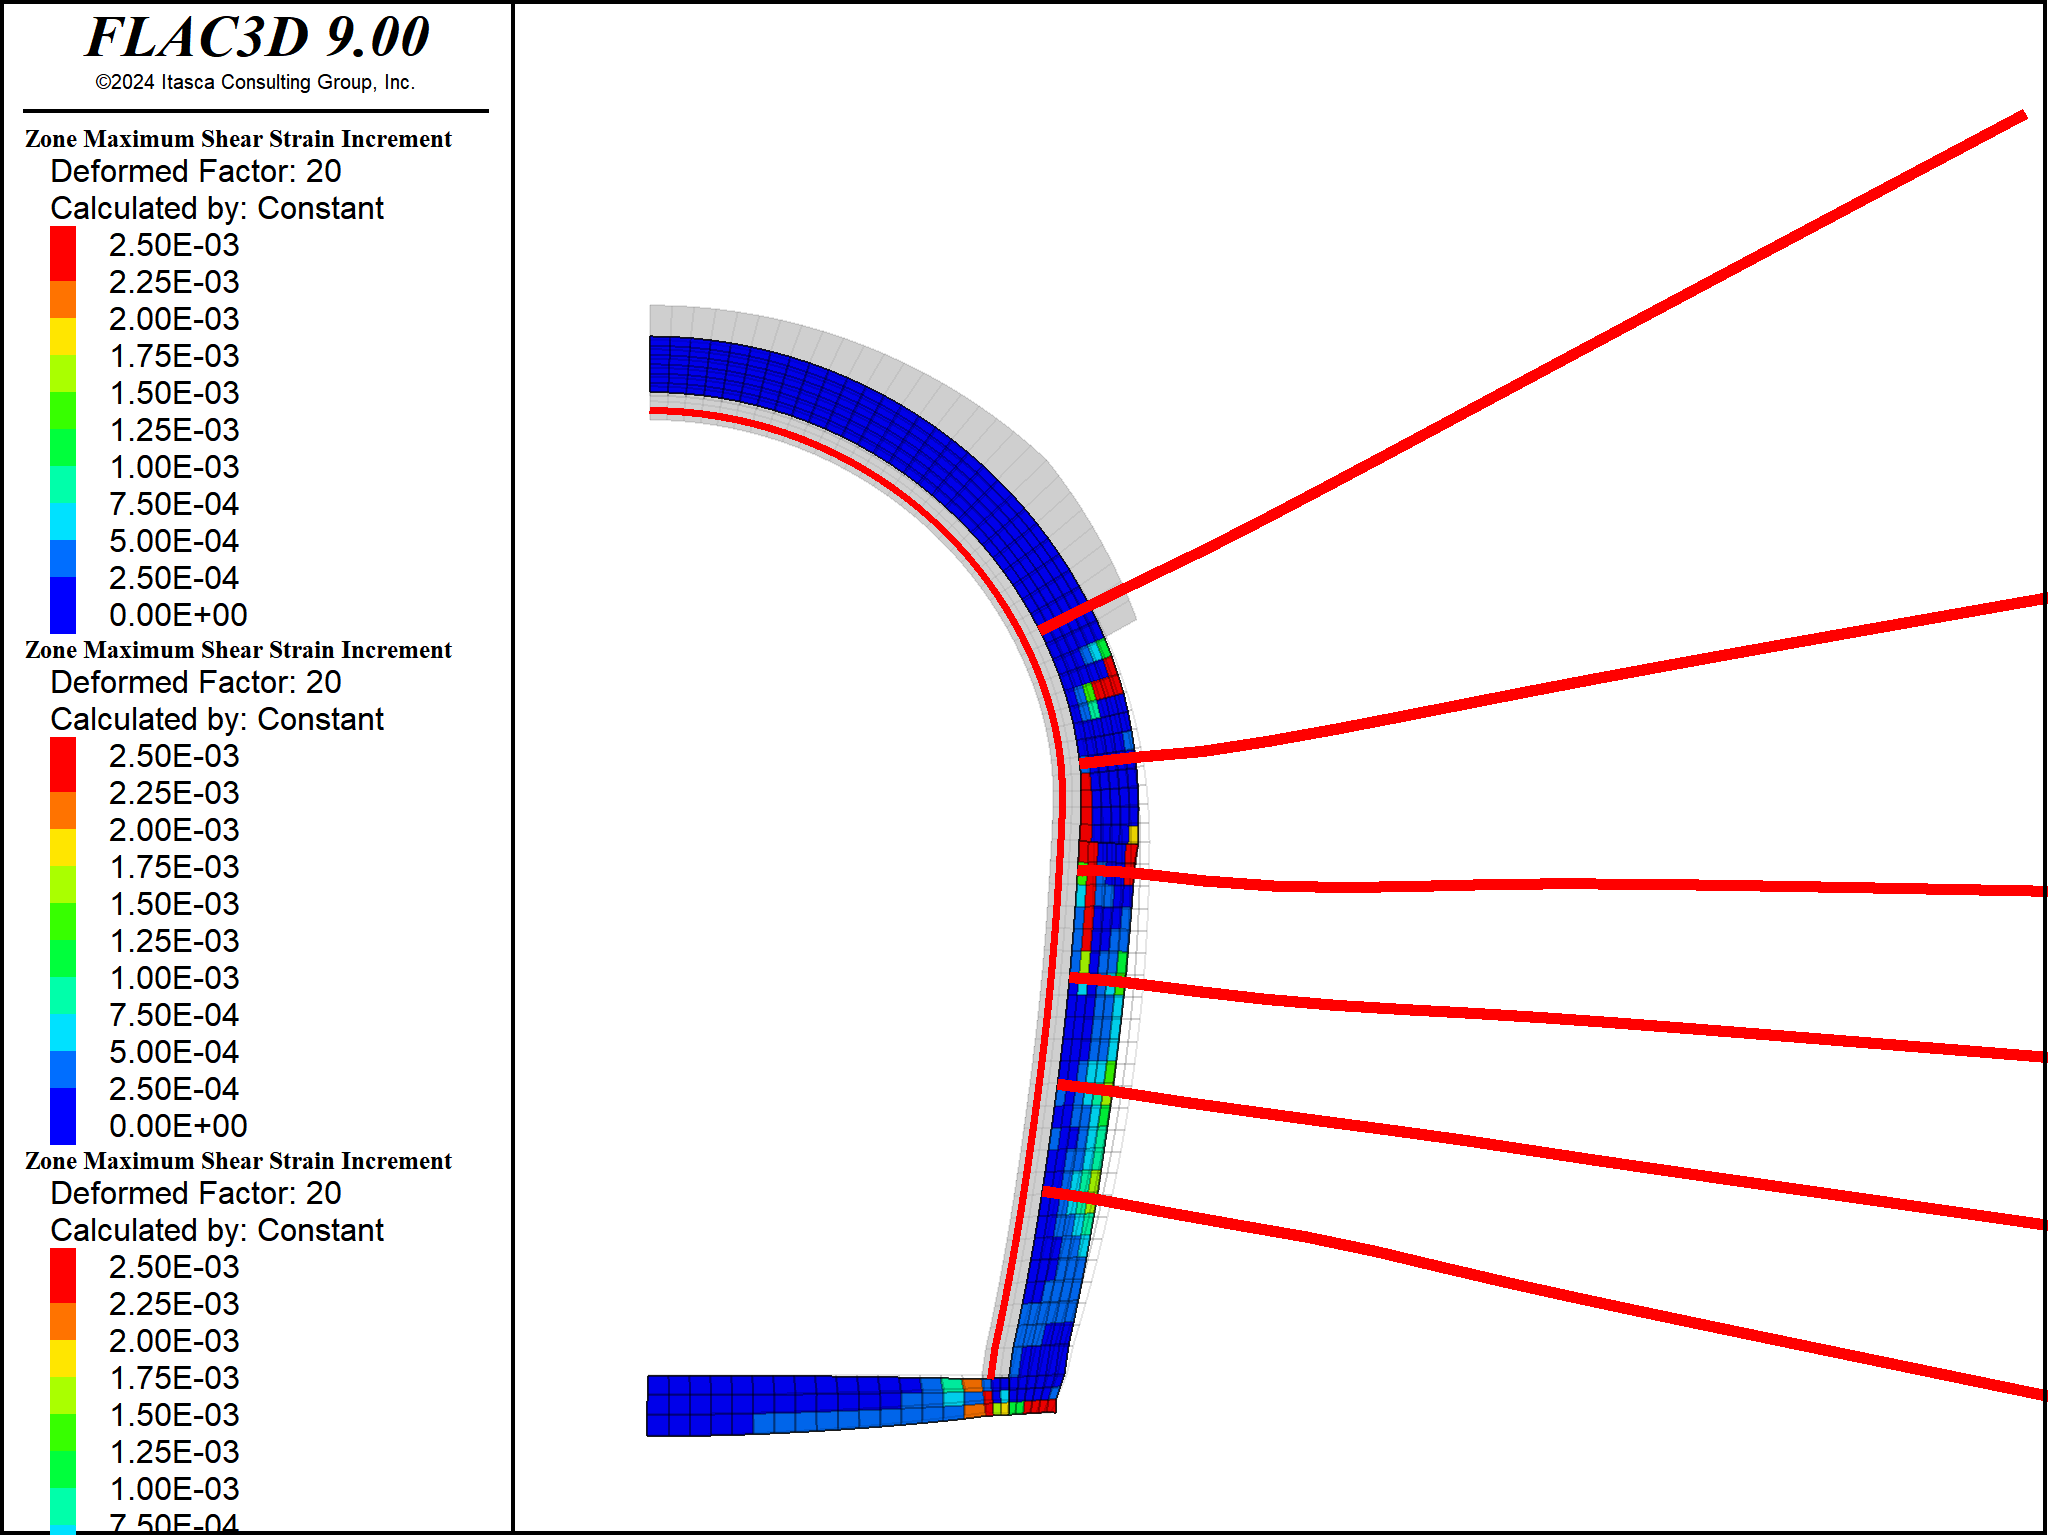 FLAC3D 9.00
©2024 Itasca Consulting Group, Inc.
Zone Maximum Shear Strain Increment
Deformed Factor: 20
Calculated by: Constant
2.50E-03
2.25E-03
2.00E-03
1.75E-03
1.50E-03
1.25E-03
1.00E-03
7.50E-04
5.00E-04
2.50E-04
0.00E+00
Zone Maximum Shear Strain Increment
Deformed Factor: 20
Calculated by: Constant
2.50E-03
2.25E-03
2.00E-03
1.75E-03
1.50E-03
1.25E-03
1.00E-03
7.50E-04
5.00E-04
2.50E-04
0.00E+00
Zone Maximum Shear Strain Increment
Deformed Factor: 20
Calculated by: Constant
2.50E-03
2.25E-03
2.00E-03
1.75E-03
1.50E-03
1.25E-03
1.00E-03
7.50E-04